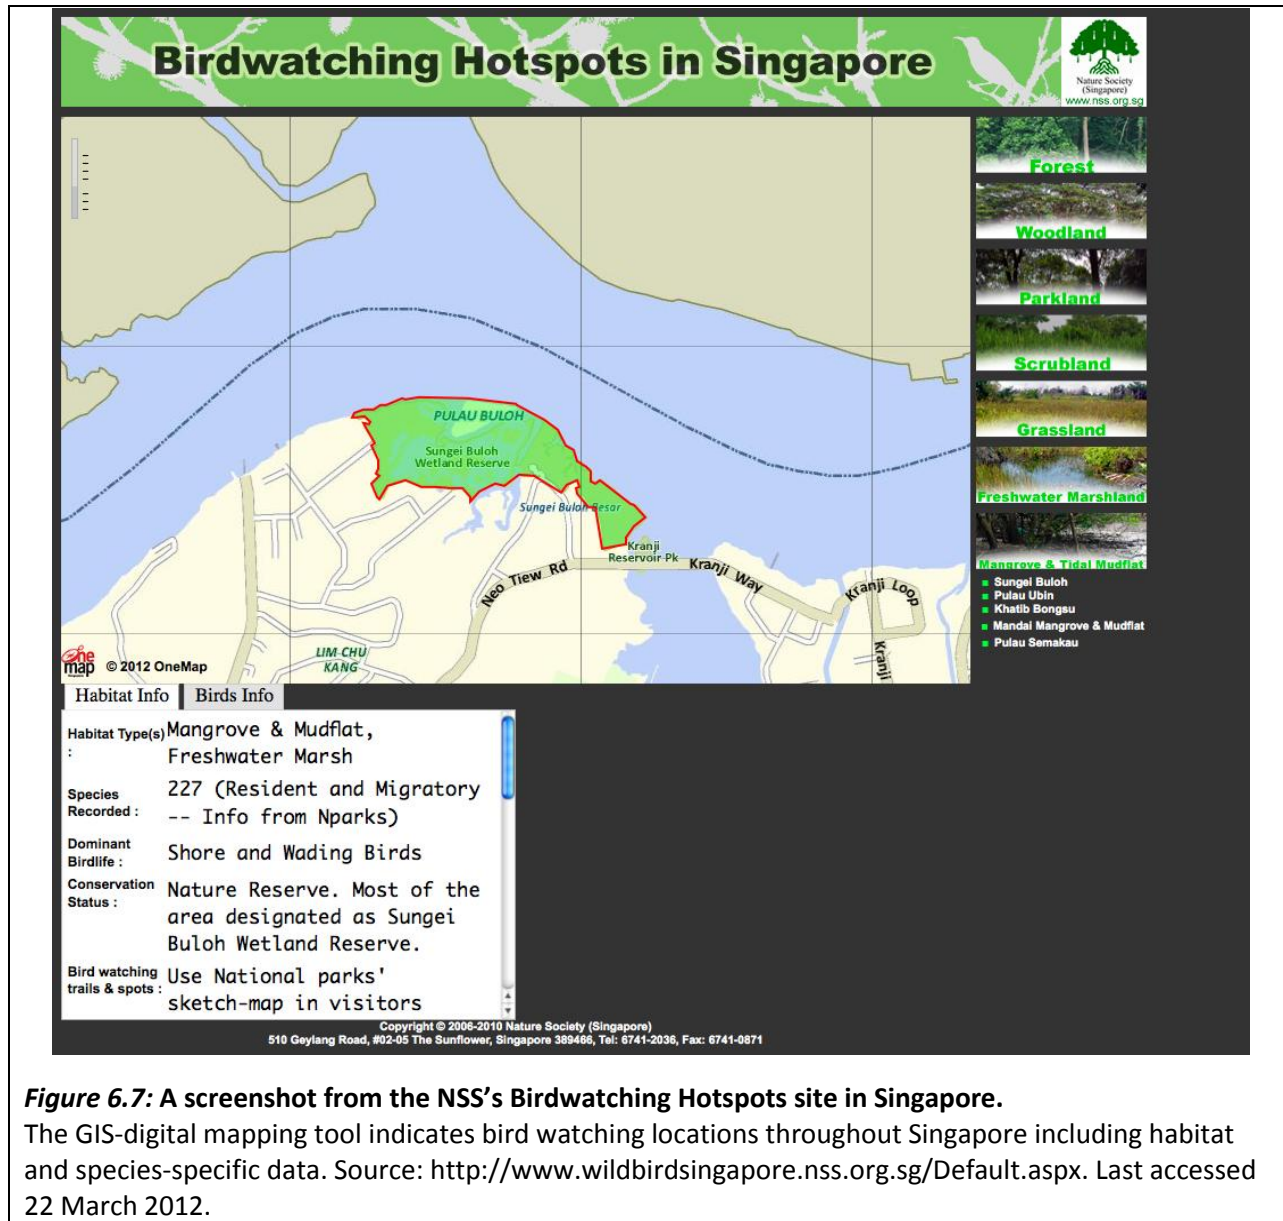 Birdwatching Hotspots in Singapore
Nature Society
(Singapore)
www.nss.org.sg
Forest
Woodland
Parkland
Scrubland
Grassland
Freshwater Marshland
Mangrove & Tidal Mudflat
Sungei Buloh
Pulau Ubin
Khatib Bongsu
Mandai Mangrove & Mudflat
Pulau Semakau
PULAU BULOH
Sungei Buloh
Wetland Reserve
Sungei Buloh Besar
Kranji
Reservoir Pk
Neo Tiew Rd
Kranji Way
Kranji Loop
Kranji
LIM CHU
KANG
One
map © 2012 OneMap
Habitat Info Birds Info
Habitat Type(s) Mangrove & Mudflat,
: Freshwater Marsh
Species 227 (Resident and Migratory
Recorded : -- Info from Nparks)
Dominant
Birdlife : Shore and Wading Birds
Conservation
Status : Nature Reserve. Most of the
area designated as Sungei
Buloh Wetland Reserve.
Bird watching Use National parks'
trails & spots : sketch-map in visitors
Copyright © 2006-2010 Nature Society (Singapore)
510 Geylang Road, #02-05 The Sunflower, Singapore 389466, Tel: 6741-2036, Fax: 6741-0871
Figure 6.7: A screenshot from the NSS’s Birdwatching Hotspots site in Singapore.
The GIS-digital mapping tool indicates bird watching locations throughout Singapore including habitat
and species-specific data. Source: http://www.wildbirdsingapore.nss.org.sg/Default.aspx. Last accessed
22 March 2012.